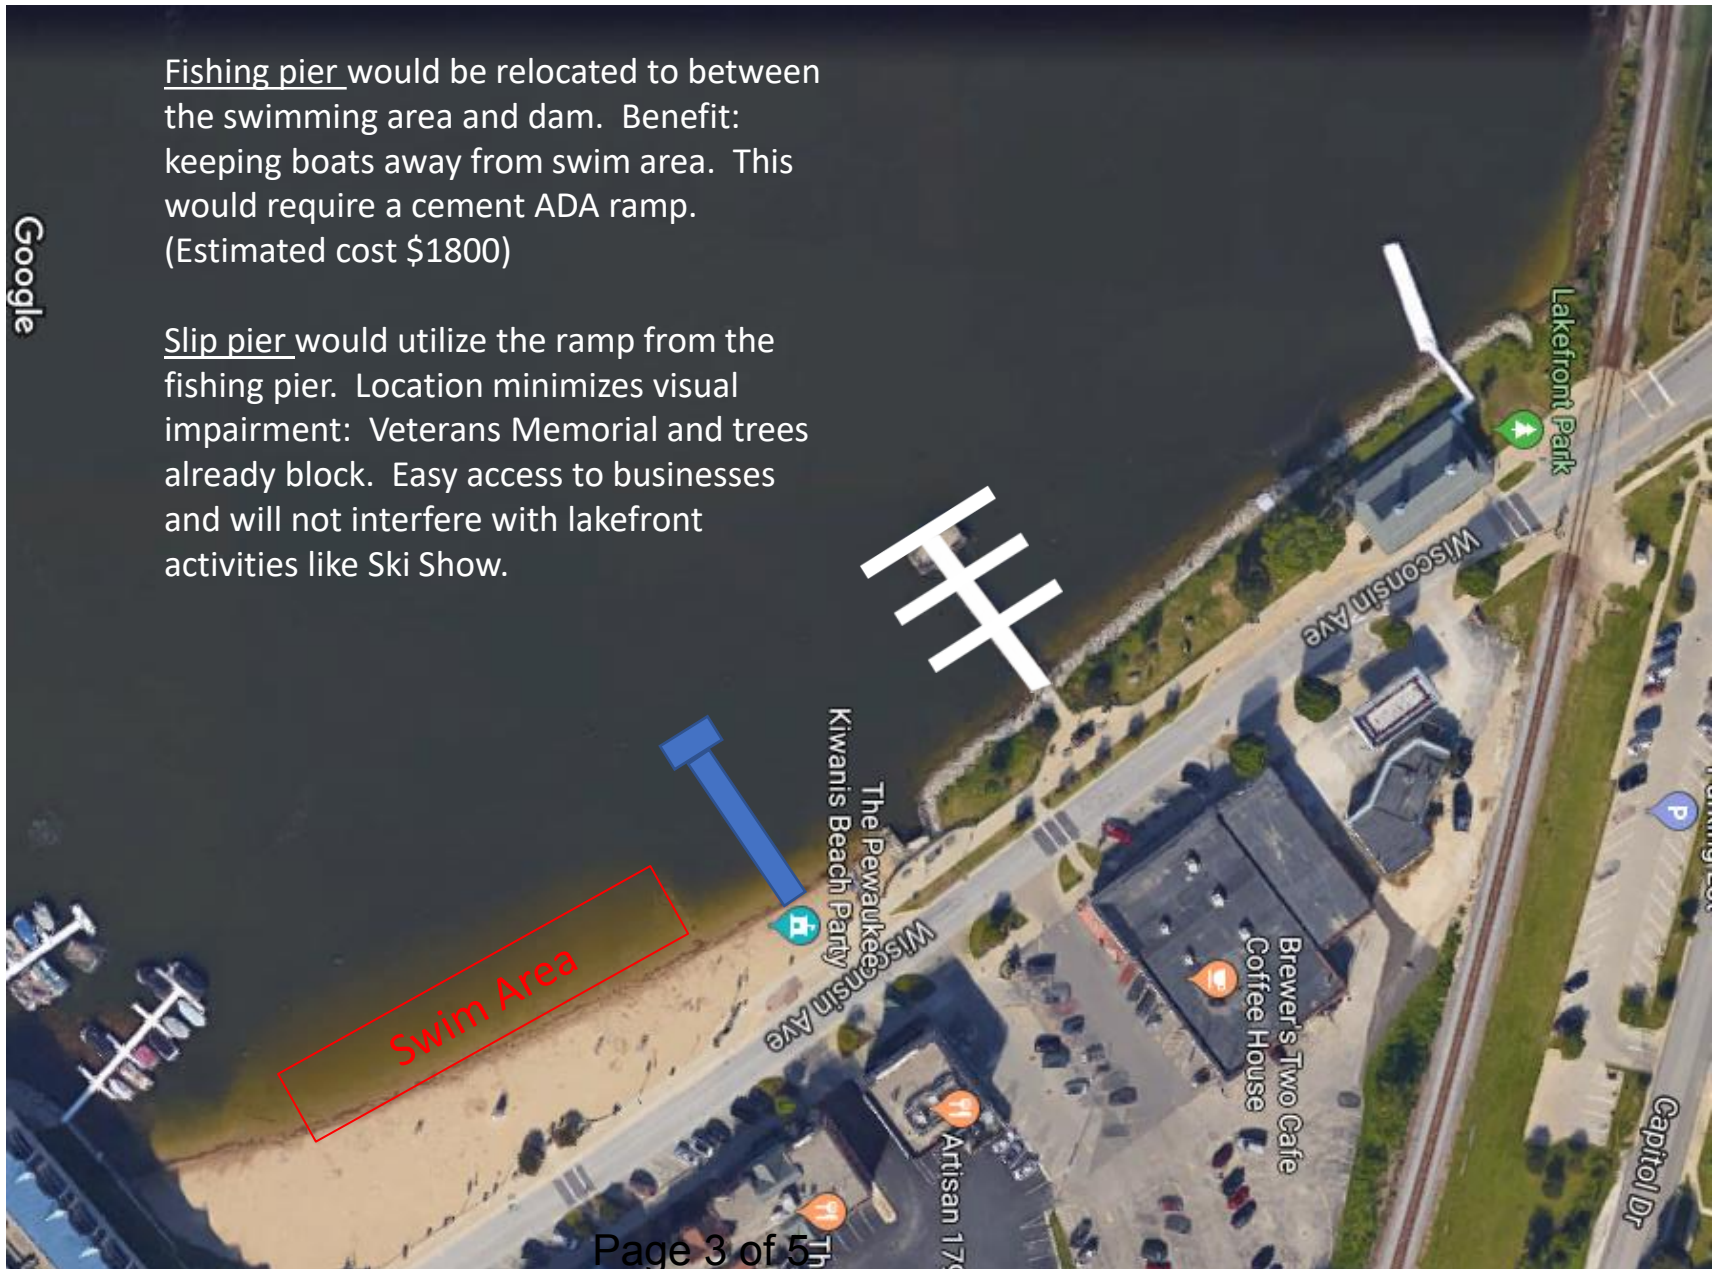 Fishing pier would be relocated to between
the swimming area and dam.  Benefit:
keeping boats away from swim area.  This
would require a cement ADA ramp.
(Estimated cost $1800)
Slip pier would utilize the ramp from the
fishing pier.  Location minimizes visual
impairment:  Veterans Memorial and trees
already block.  Easy access to businesses
and will not interfere with lakefront
activities like Ski Show.
Google
Lakefront Park
Wisconsin Ave
The Pewaukee
Kiwanis Beach Party
Wisconsin Ave
Swim Area
P
Brewer's Two Cafe
Coffee House
Artisan 179
Capitol Dr
Th
Page 3 of 5